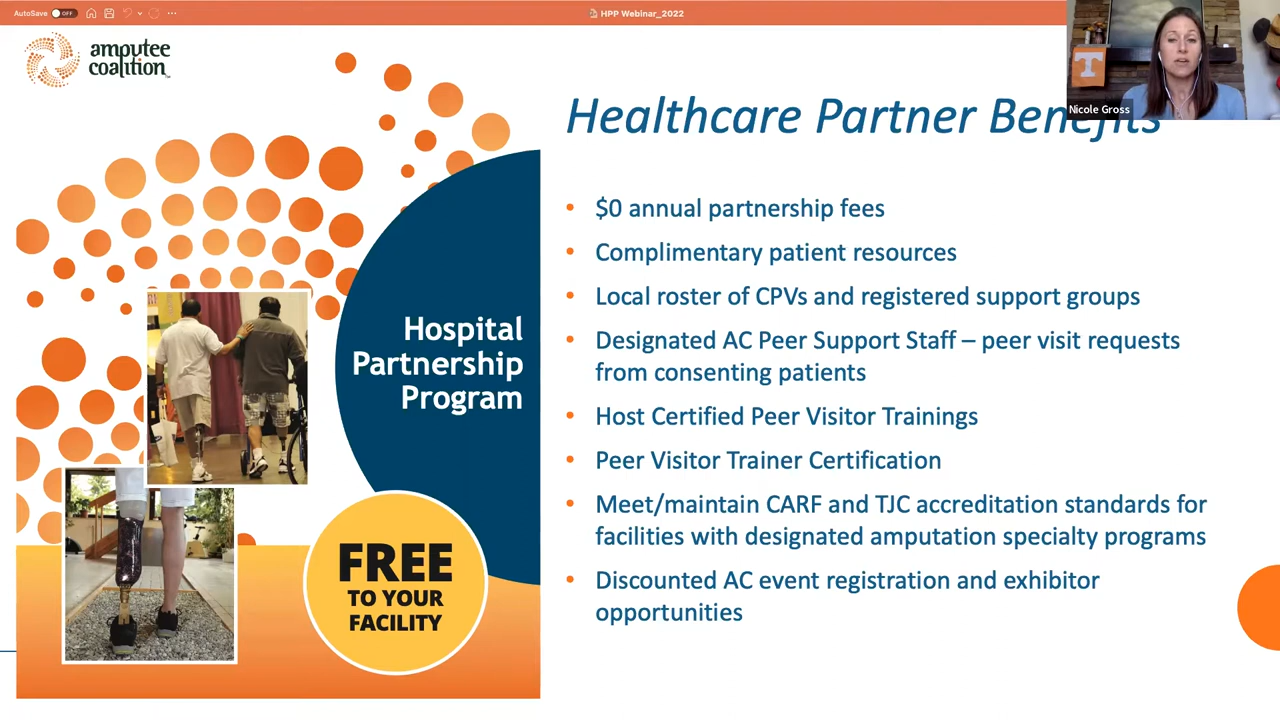 AutoSave OFF
HPP Webinar_2022
amputee
coalition
Nicole Gross
T
Healthcare Partner Benefits
Hospital
Partnership
Program
FREE
TO YOUR
FACILITY
• $0 annual partnership fees
• Complimentary patient resources
• Local roster of CPVs and registered support groups
• Designated AC Peer Support Staff – peer visit requests
from consenting patients
• Host Certified Peer Visitor Trainings
• Peer Visitor Trainer Certification
• Meet/maintain CARF and TJC accreditation standards for
facilities with designated amputation specialty programs
• Discounted AC event registration and exhibitor
opportunities